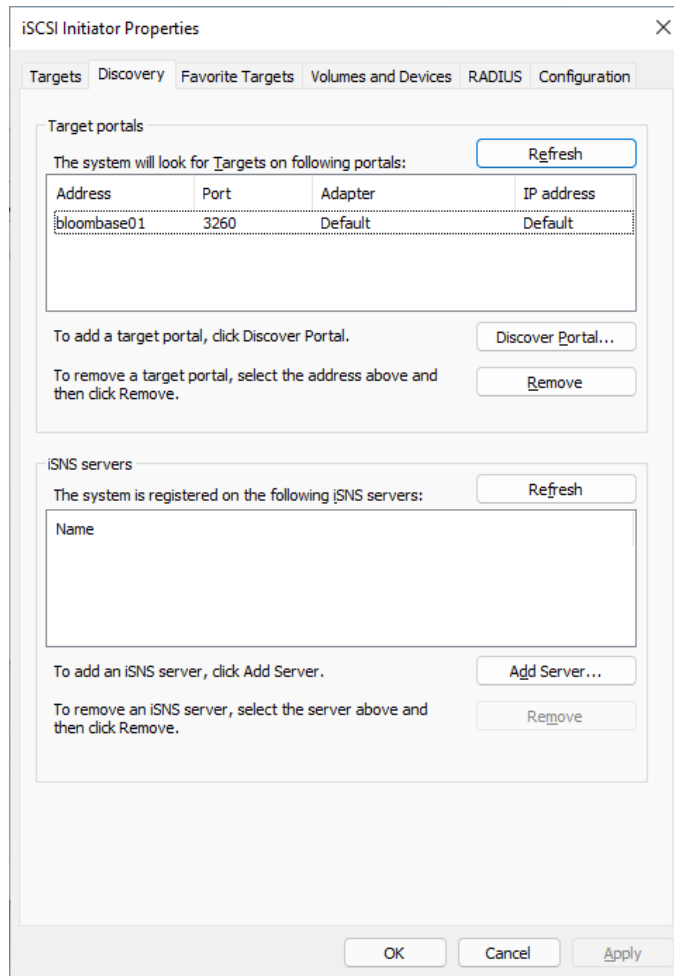 iSCSI Initiator Properties
Targets Discovery Favorite Targets Volumes and Devices RADIUS Configuration
Target portals
The system will look for Targets on following portals:
Refresh
Address Port Adapter IP address
bloombase01 3260 Default Default
To add a target portal, click Discover Portal.
Discover Portal...
To remove a target portal, select the address above and
then click Remove.
Remove
iSNS servers
The system is registered on the following iSNS servers:
Refresh
Name
To add an iSNS server, click Add Server.
Add Server...
To remove an iSNS server, select the server above and
then click Remove.
Remove
OK Cancel Apply